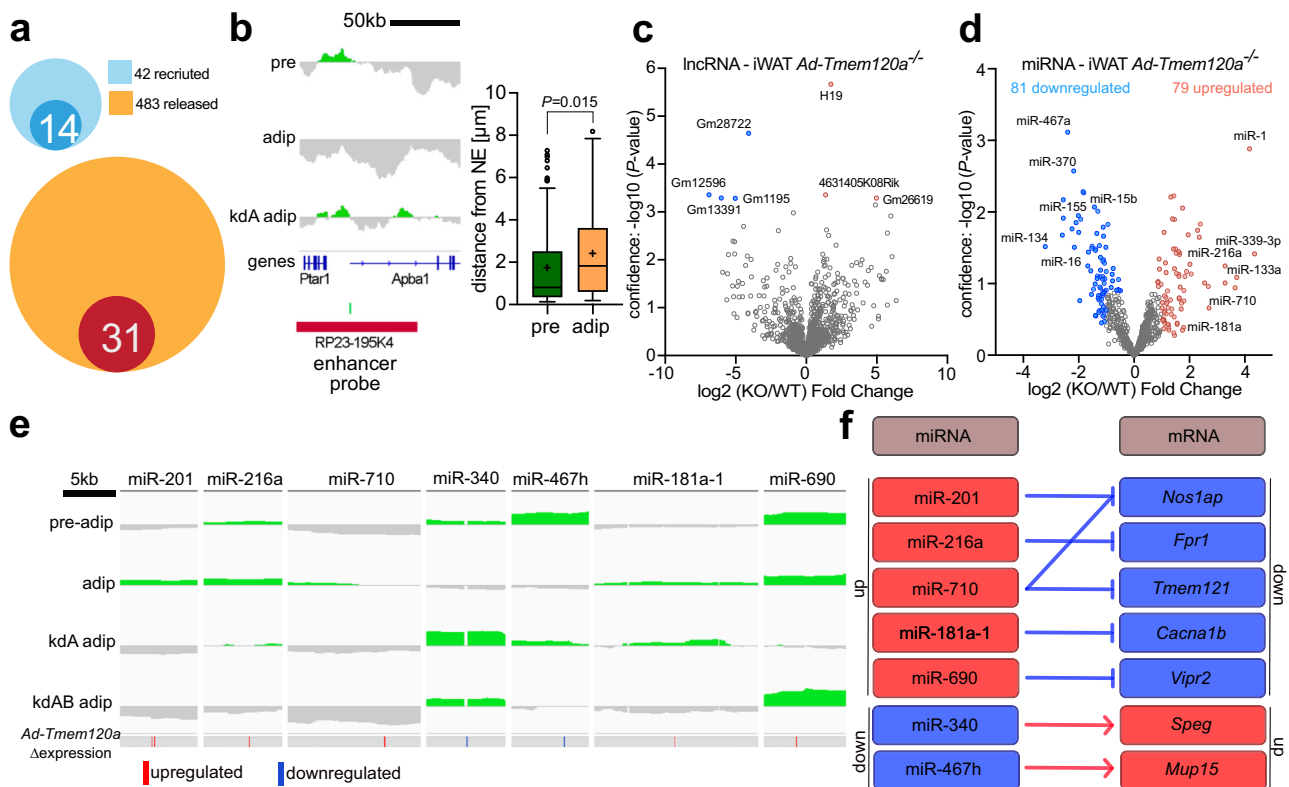 a
14
42 recriuted
483 released
31
b
50kb
pre
adip
kdA adip
genes
Ptar1
Apba1
RP23-195K4
enhancer
probe
distance from NE [µm]
10
8
6
4
2
0
P=0.015
pre
adip
c
lncRNA - iWAT Ad-Tmem120a-/-
confidence: -log10 (P-value)
6
5
4
3
2
1
0
H19
Gm28722
Gm12596
Gm13391
Gm1195
4631405K08Rik
Gm26619
-10
-5
0
5
10
log2 (KO/WT) Fold Change
d
miRNA - iWAT Ad-Tmem120a-/-
81 downregulated
79 upregulated
confidence: -log10 (P-value)
4
3
2
1
0
miR-467a
miR-1
miR-370
miR-155
miR-15b
miR-134
miR-16
miR-339-3p
miR-216a
miR-133a
miR-710
miR-181a
-4
-2
0
2
4
log2 (KO/WT) Fold Change
e
5kb
miR-201
miR-216a
miR-710
miR-340
miR-467h
miR-181a-1
miR-690
pre-adip
adip
kdA adip
kdAB adip
Ad-Tmem120a
Δexpression
upregulated
downregulated
f
miRNA
mRNA
up
down
miR-201
Nos1ap
miR-216a
Fpr1
miR-710
Tmem121
miR-181a-1
Cacna1b
miR-690
Vipr2
down
up
miR-340
Speg
miR-467h
Mup15